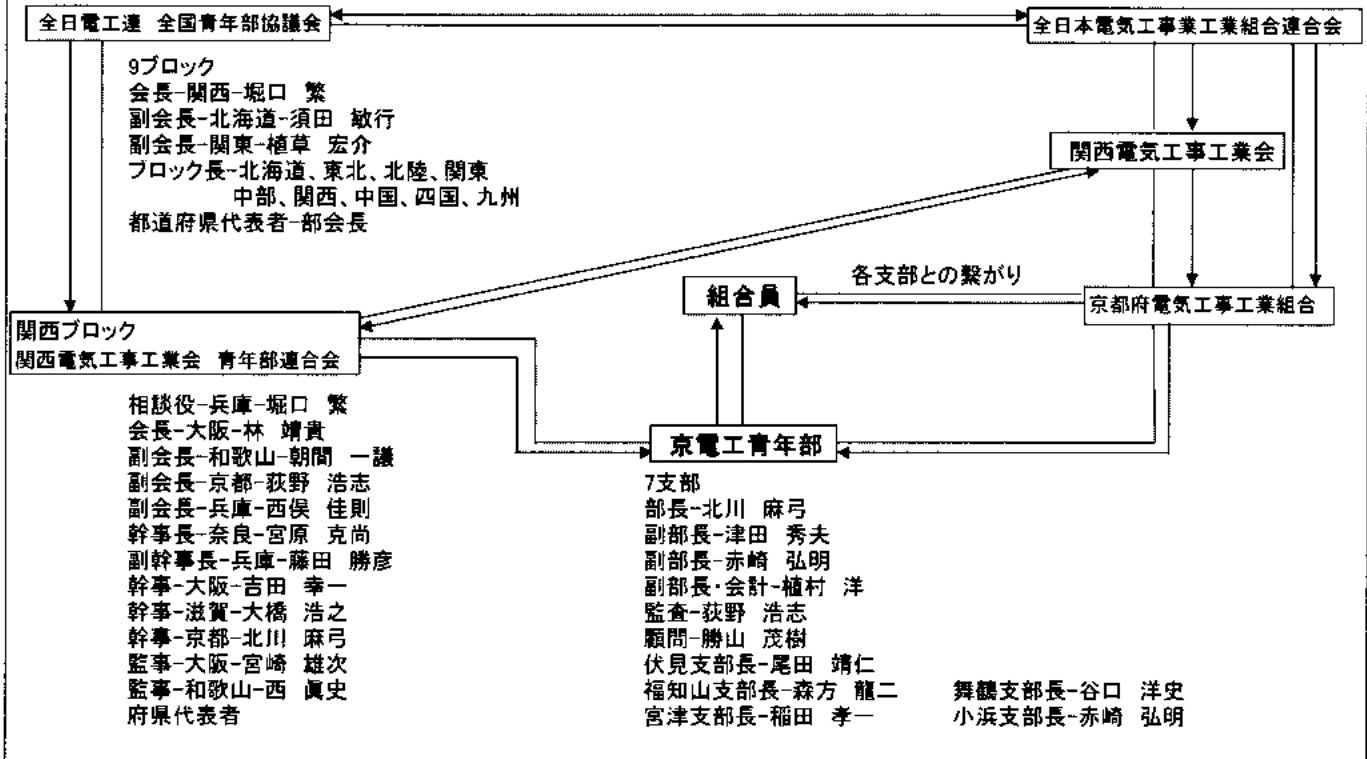 全日電工連 全国青年部協議会
全日本電気工事業工業組合連合会
9ブロック
会長-関西-堀口 繁
副会長-北海道-須田 敏行
副会長-関東-植草 宏介
ブロック長-北海道、東北、北陸、関東
中部、関西、中国、四国、九州
都道府県代表者-部会長
関西電気工事工業会
各支部との繋がり
組合員
京都府電気工事工業組合
関西ブロック
関西電気工事工業会 青年部連合会
相談役-兵庫-堀口 繁
会長-大阪-林 靖貴
副会長-和歌山-朝間 一議
副会長-京都-荻野 浩志
副会長-兵庫-西俣 佳則
幹事長-奈良-宮原 克尚
副幹事長-兵庫-藤田 勝彦
幹事-大阪-吉田 幸一
幹事-滋賀-大橋 浩之
幹事-京都-北川 麻弓
監事-大阪-宮崎 雄次
監事-和歌山-西 眞史
府県代表者
京電工青年部
7支部
部長-北川 麻弓
副部長-津田 秀夫
副部長-赤崎 弘明
副部長・会計-植村 洋
監査-荻野 浩志
顧問-勝山 茂樹
伏見支部長-尾田 靖仁
福知山支部長-森方 龍二 舞鶴支部長-谷口 洋史
宮津支部長-稲田 孝一 小浜支部長-赤崎 弘明